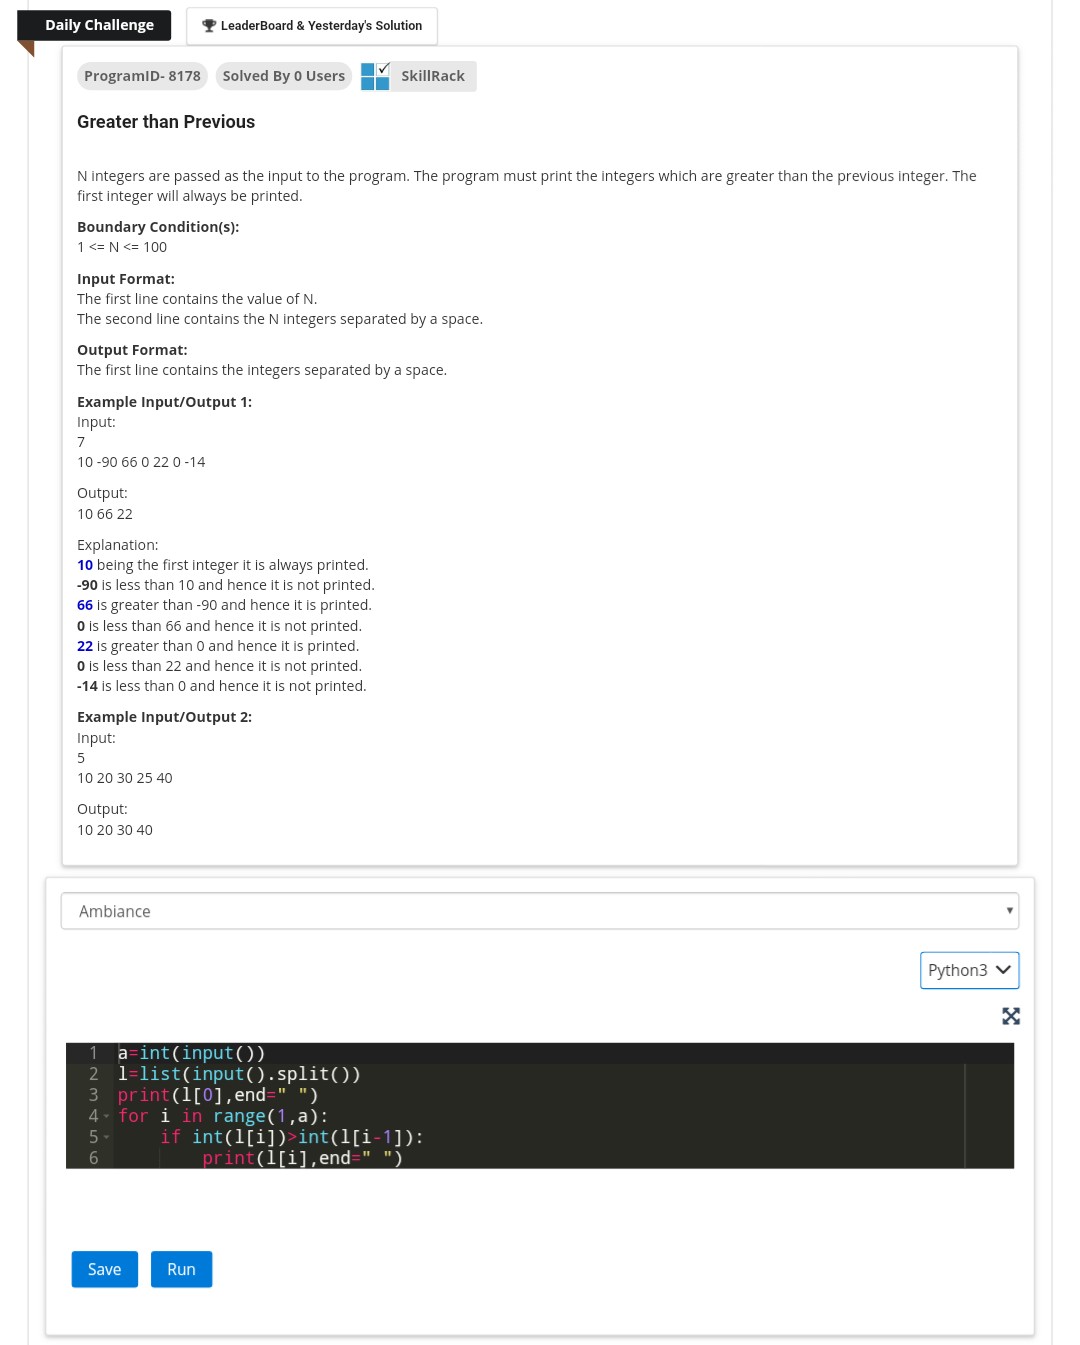 Daily Challenge
LeaderBoard & Yesterday's Solution
ProgramID- 8178
Solved By 0 Users
SkillRack
Greater than Previous
N integers are passed as the input to the program. The program must print the integers which are greater than the previous integer. The
first integer will always be printed.
Boundary Condition(s):
1 <= N <= 100
Input Format:
The first line contains the value of N.
The second line contains the N integers separated by a space.
Output Format:
The first line contains the integers separated by a space.
Example Input/Output 1:
Input:
7
10 -90 66 0 22 0 -14
Output:
10 66 22
Explanation:
10 being the first integer it is always printed.
-90 is less than 10 and hence it is not printed.
66 is greater than -90 and hence it is printed.
0 is less than 66 and hence it is not printed.
22 is greater than 0 and hence it is printed.
0 is less than 22 and hence it is not printed.
-14 is less than 0 and hence it is not printed.
Example Input/Output 2:
Input:
5
10 20 30 25 40
Output:
10 20 30 40
Ambiance
Python3
1 a=int(input())
2 l=list(input().split())
3 print(l[0],end=" ")
4 for i in range(1,a):
5     if int(l[i])>int(l[i-1]):
6         print(l[i],end=" ")
Save
Run